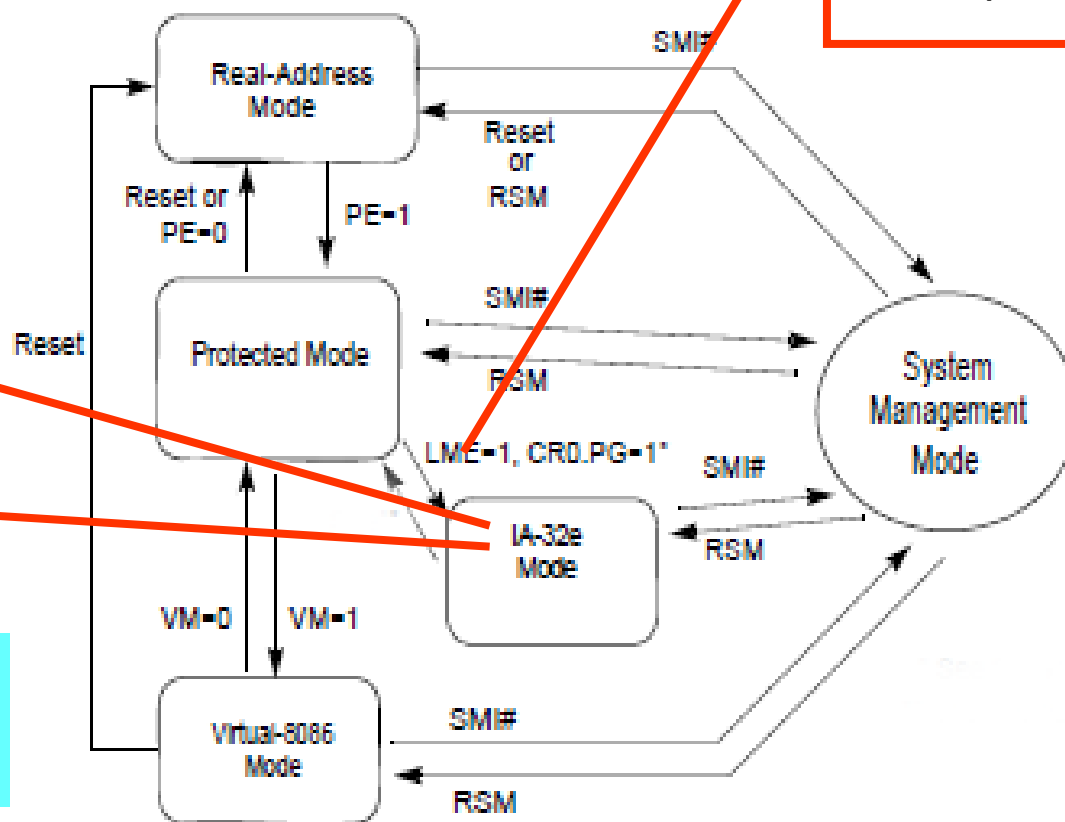 SMI#
Real-Address
Mode
Reset
or
RSM
Reset or
PE=0
PE=1
SMI#
Reset
Protected Mode
RSM
System
Management
Mode
LME=1, CR0.PG=1*
SMI#
IA-32e
Mode
RSM
VM=0
VM=1
SMI#
Virtual-8086
Mode
RSM